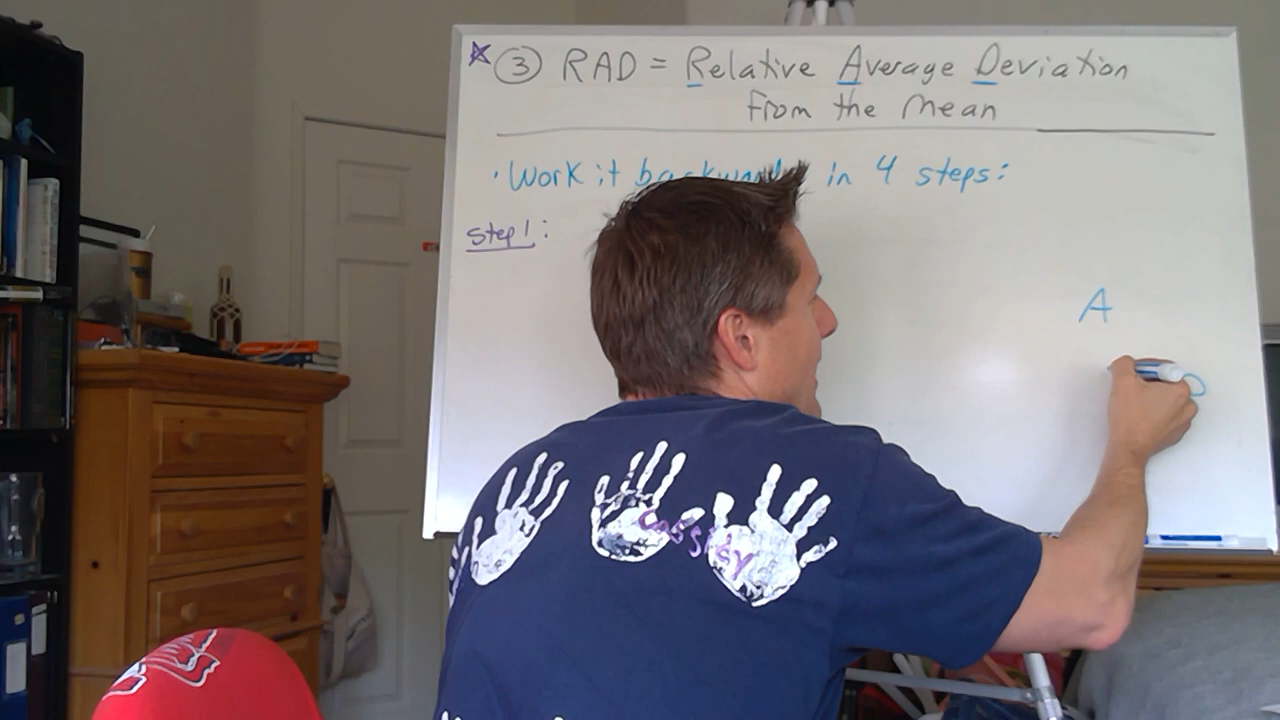 ③ RAD = Relative Average Deviation
from the Mean
• Work it in 4 steps:
Step 1:
A